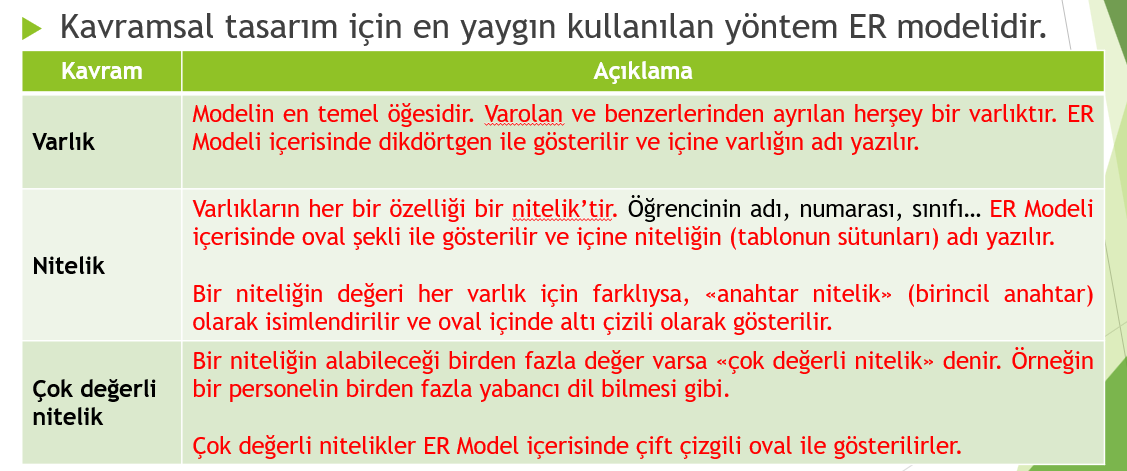 Kavramsal tasarım için en yaygın kullanılan yöntem ER modelidir.
Kavram
Açıklama
Varlık
Modelin en temel öğesidir. Varolan ve benzerlerinden ayrılan herşey bir varlıktır. ER
Modeli içerisinde dikdörtgen ile gösterilir ve içine varlığın adı yazılır.
Nitelik
Varlıkların her bir özelliği bir nitelik’tir. Öğrencinin adı, numarası, sınıfı… ER Modeli
içerisinde oval şekli ile gösterilir ve içine niteliğin (tablonun sütunları) adı yazılır.
Bir niteliğin değeri her varlık için farklıysa, «anahtar nitelik» (birincil anahtar)
olarak isimlendirilir ve oval içinde altı çizili olarak gösterilir.
Çok değerli
nitelik
Bir niteliğin alabileceği birden fazla değer varsa «çok değerli nitelik» denir. Örneğin
bir personelin birden fazla yabancı dil bilmesi gibi.
Çok değerli nitelikler ER Model içerisinde çift çizgili oval ile gösterilirler.